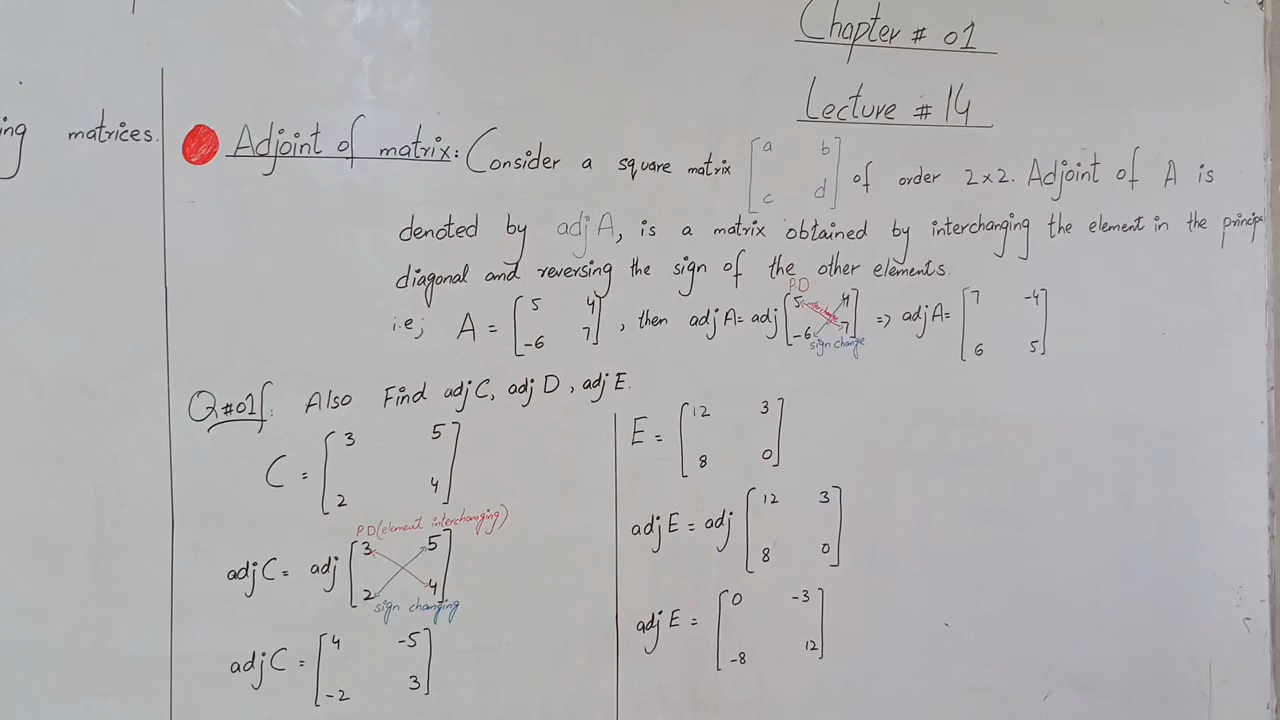 Chapter # 01
Lecture # 14
ing matrices.
Adjoint of matrix: Consider a square matrix [a b c d] of order 2×2. Adjoint of A is
denoted by adj A, is a matrix obtained by interchanging the element in the princip
diagonal and reversing the sign of the other elements.
P.D
i.e; A = [5 4 -6 7], then adj A = adj [5 4 -6 7] => adj A = [7 -4 6 5]
interchange
sign change
Q#01: Also Find adj C, adj D, adj E.
C = [3 5 2 4]
P.D (element interchanging)
adj C = adj [3 5 2 4]
sign changing
adj C = [4 -5 -2 3]
E = [12 3 8 0]
adj E = adj [12 3 8 0]
adj E = [0 -3 -8 12]